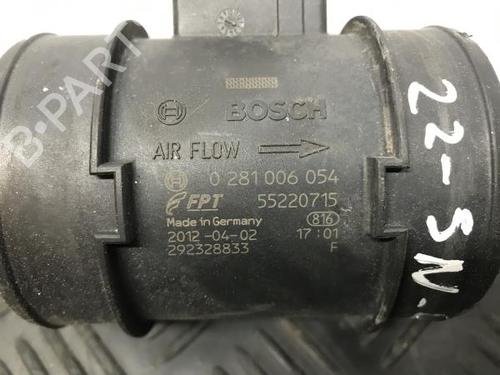 BOSCH
AIR FLOW
0 281 006 054
FPT 55220715
Made in Germany 816
2012-04-02 17:01
292328833 F
22-SN.
B-PART